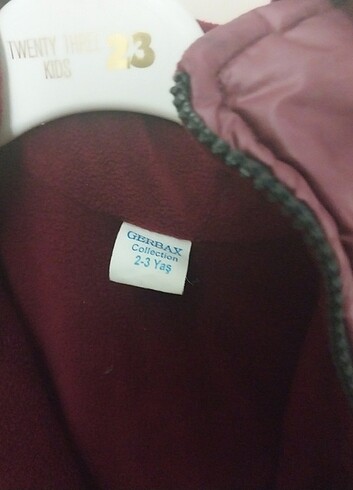 TWENTY THREE 23
KIDS
GERBAX
Collection
2-3 Yaş